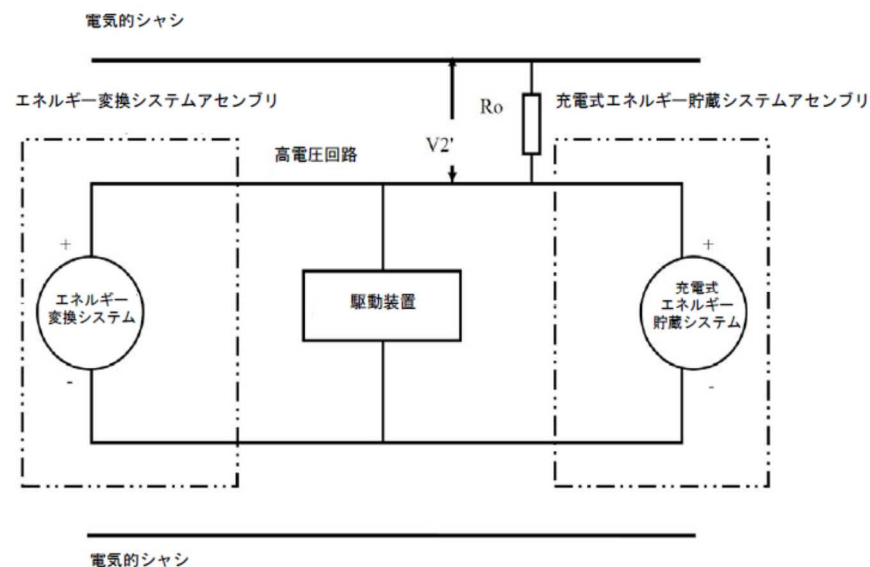 電気的シャシ
エネルギー変換システムアセンブリ
Ro
充電式エネルギー貯蔵システムアセンブリ
V2'
高電圧回路
+
+
エネルギー
変換システム
駆動装置
充電式
エネルギー
貯蔵システム
-
-
電気的シャシ